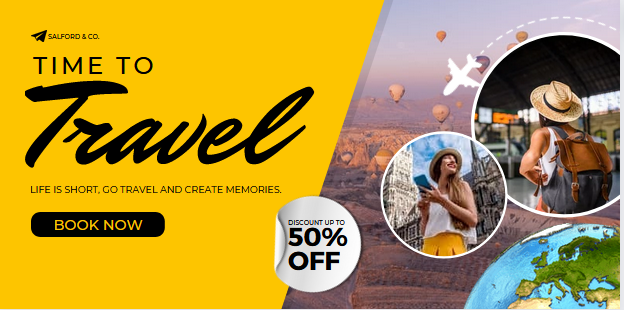 SALFORD & CO.
TIME TO
Travel
LIFE IS SHORT, GO TRAVEL AND CREATE MEMORIES.
BOOK NOW
DISCOUNT UP TO
50%
OFF